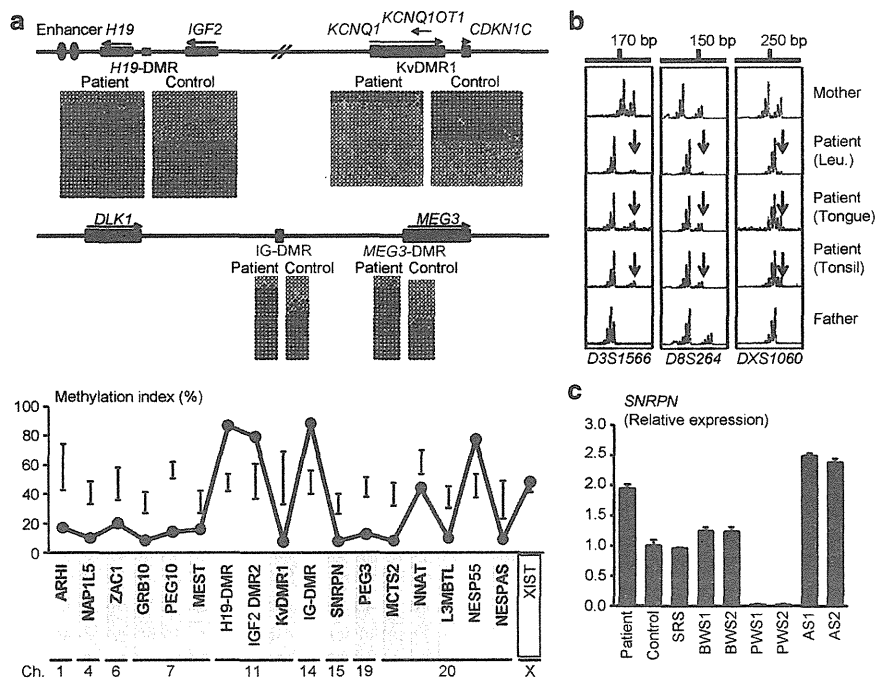 a
Enhancer H19 IGF2 KCNQ1 KCNQ1OT1 CDKN1C
H19-DMR KvDMR1
Patient Control Patient Control
DLK1 MEG3
IG-DMR MEG3-DMR
Patient Control Patient Control
Methylation index (%)
100
80
60
40
20
0
ARHI NAP1L5 ZAC1 GRB10 PEG10 MEST H19-DMR IGF2 DMR2 KvDMR1 IG-DMR SNRPN PEG3 MCTS2 NNAT L3MBTL NESP55 NESPAS XIST
Ch. 1 4 6 7 11 14 15 19 20 X
b
170 bp 150 bp 250 bp
Mother
Patient
(Leu.)
Patient
(Tongue)
Patient
(Tonsil)
Father
D3S1566 D8S264 DXS1060
c
SNRPN
(Relative expression)
3.0
2.5
2.0
1.5
1.0
0.5
0.0
Patient Control SRS BWS1 BWS2 PWS1 PWS2 AS1 AS2